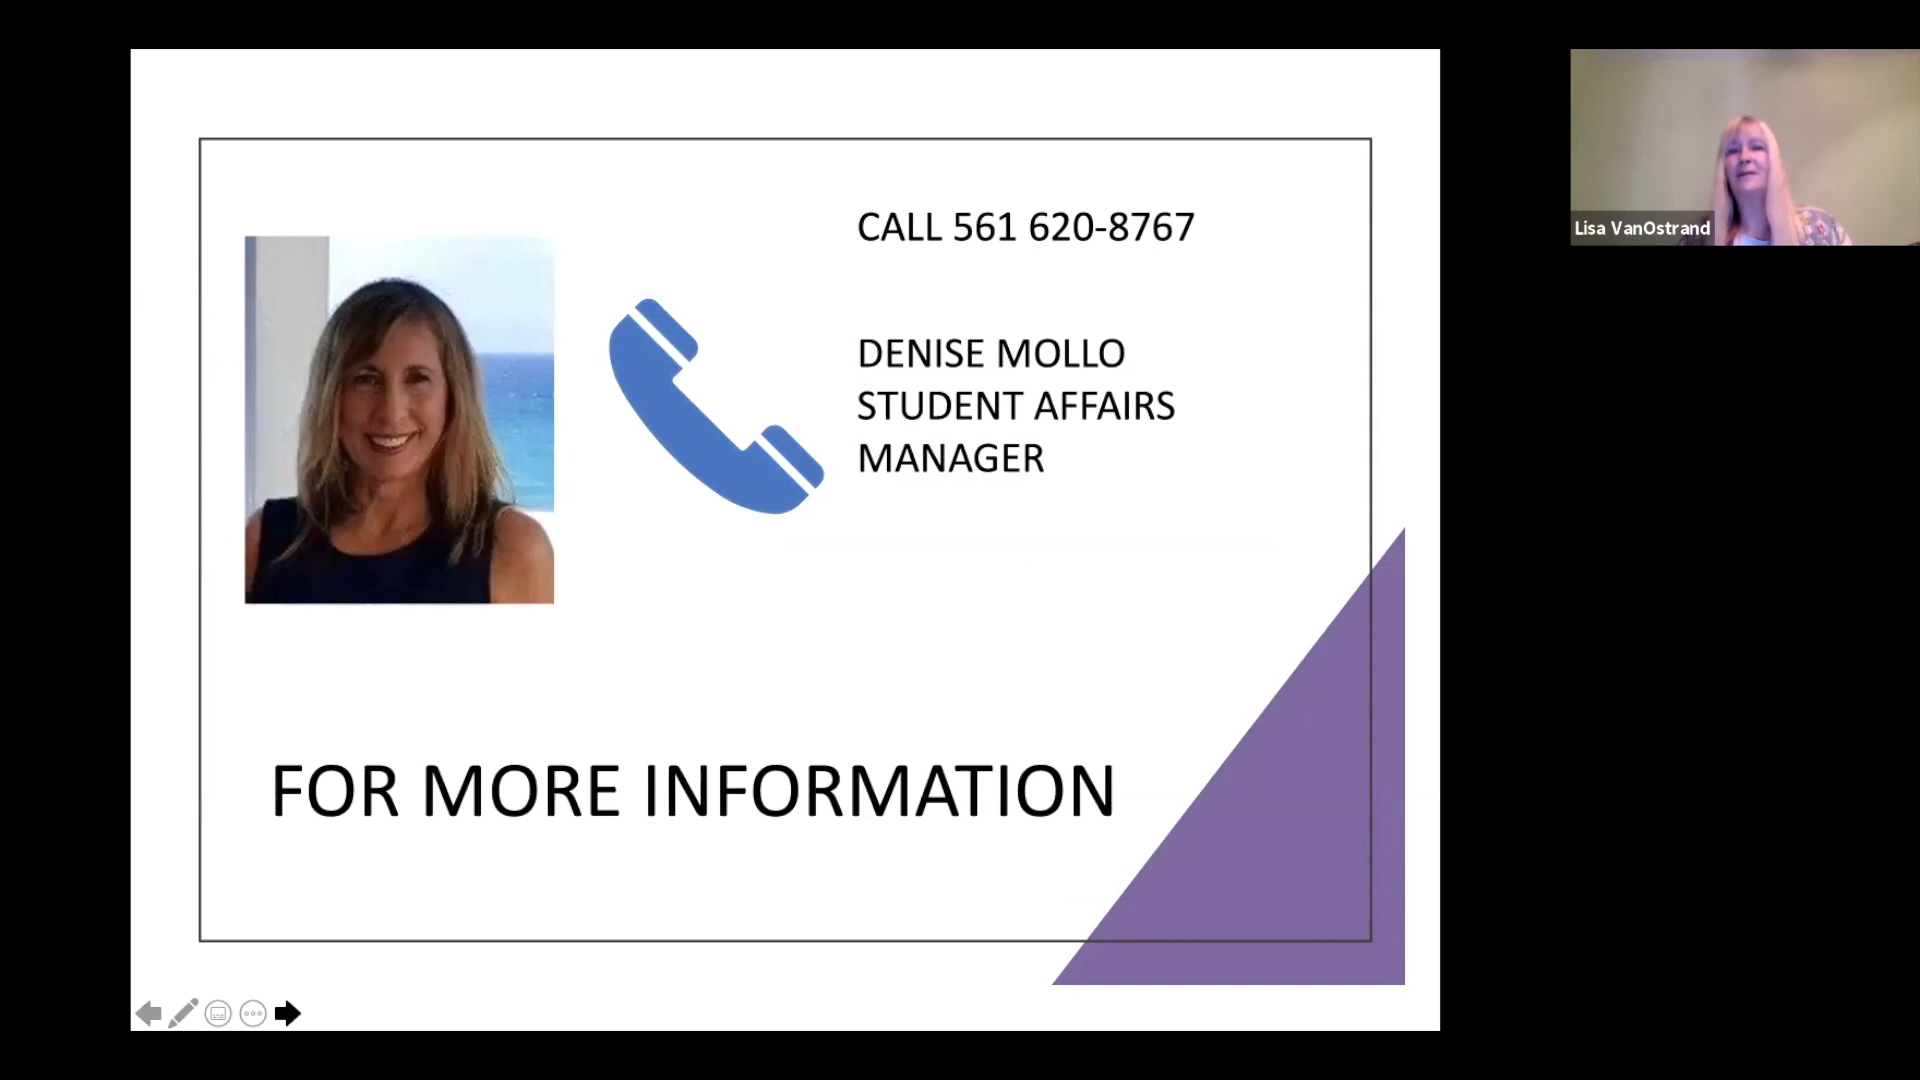 CALL 561 620-8767
DENISE MOLLO
STUDENT AFFAIRS
MANAGER
FOR MORE INFORMATION
Lisa VanOstrand